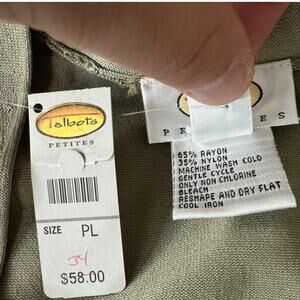 Talbots
PETITES
SIZE PL
34
$58.00
PETITES
65% RAYON
35% NYLON
MACHINE WASH COLD
GENTLE CYCLE
ONLY NON CHLORINE
BLEACH
RESHAPE AND DRY FLAT
COOL IRON